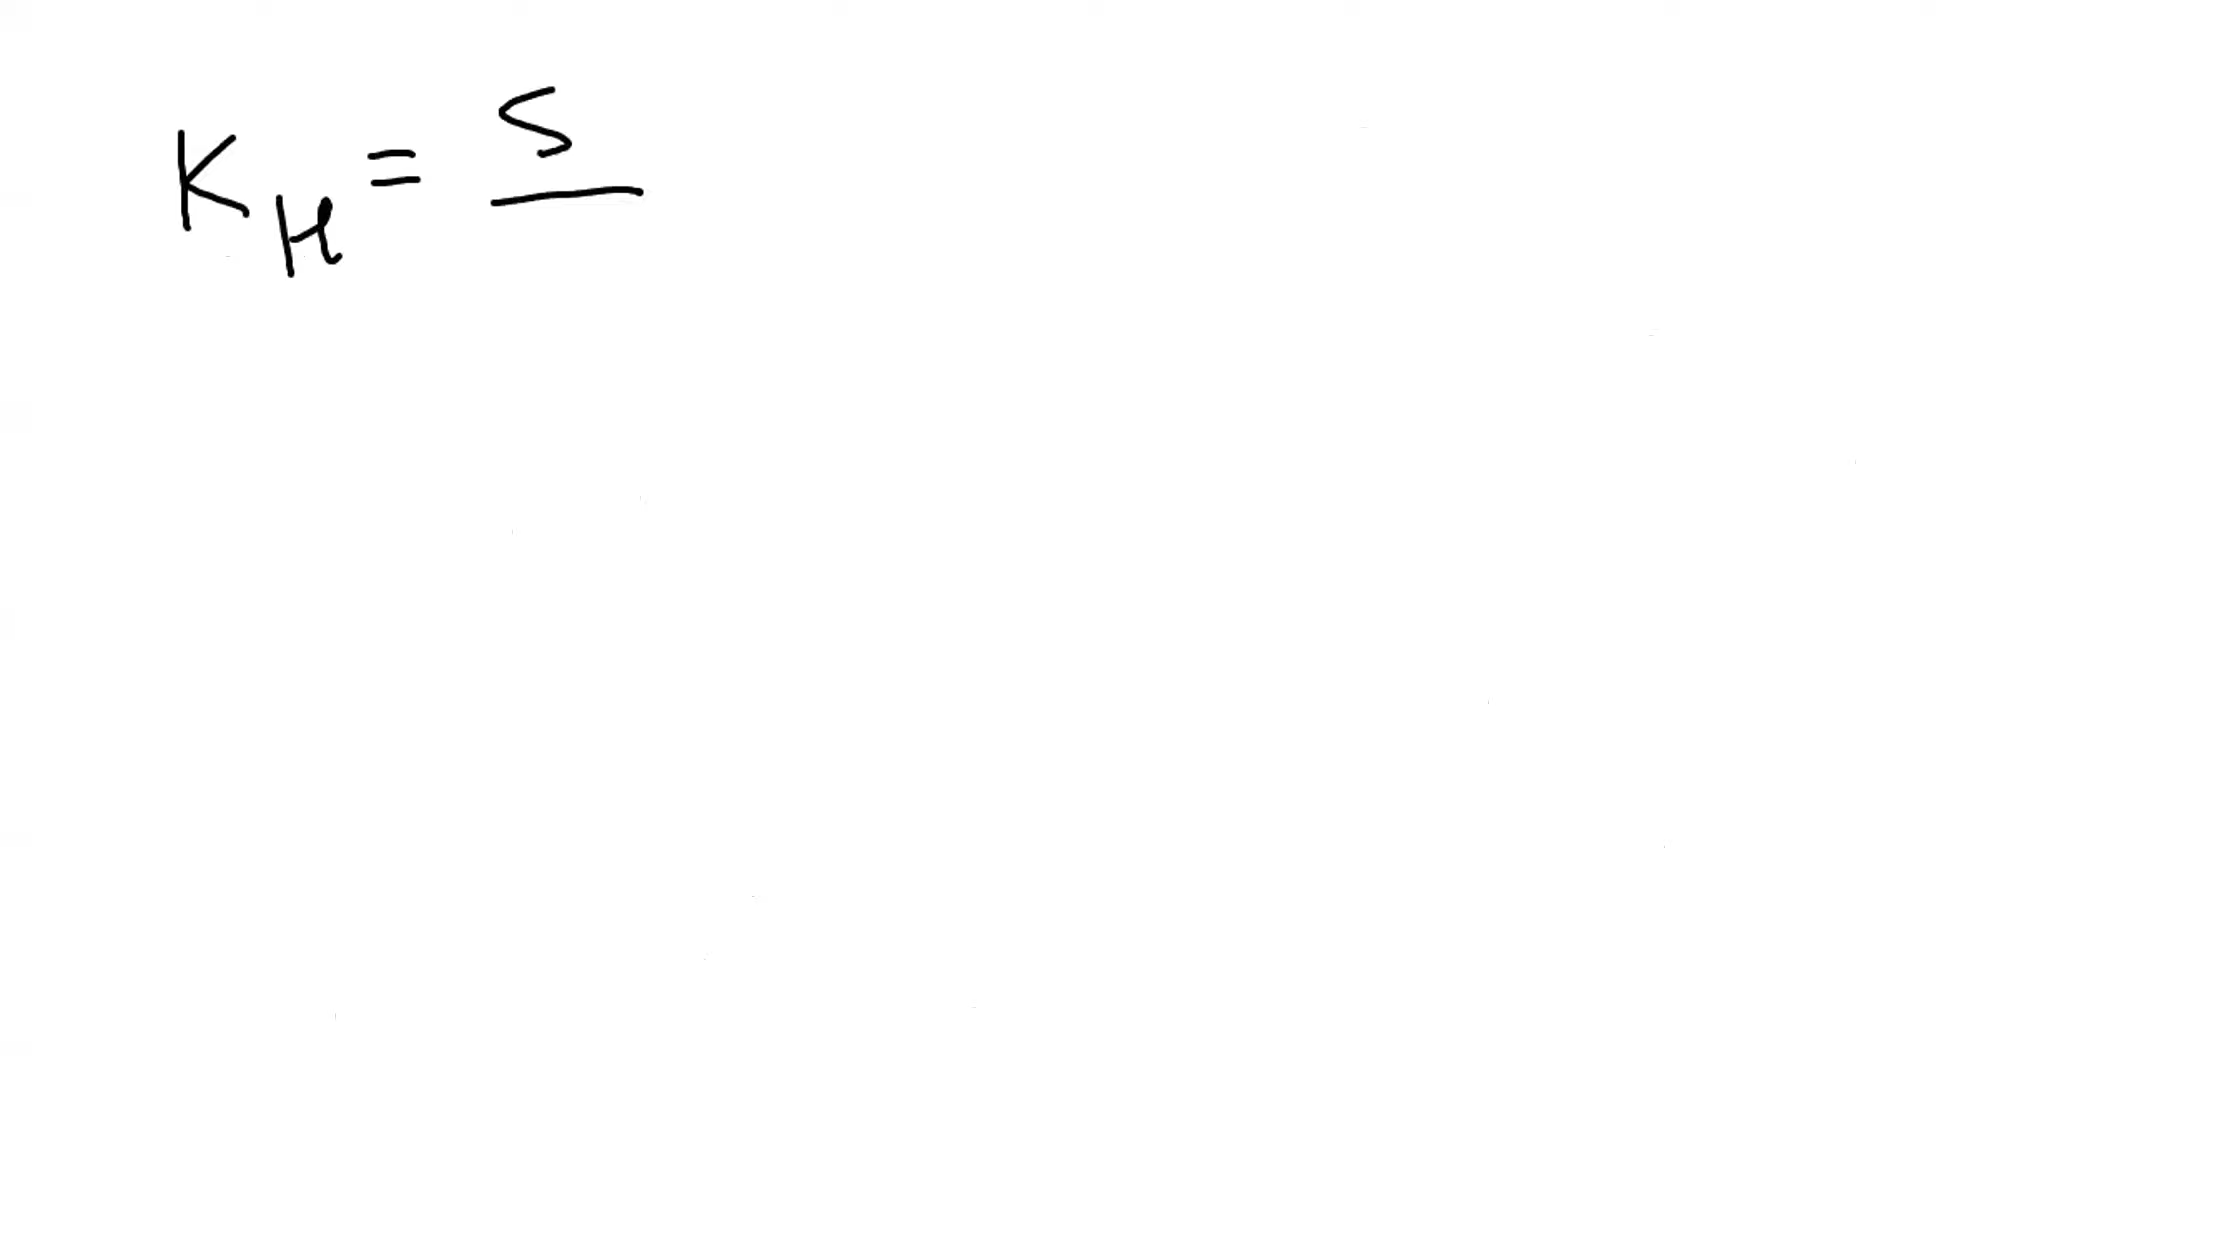 K_H = S/